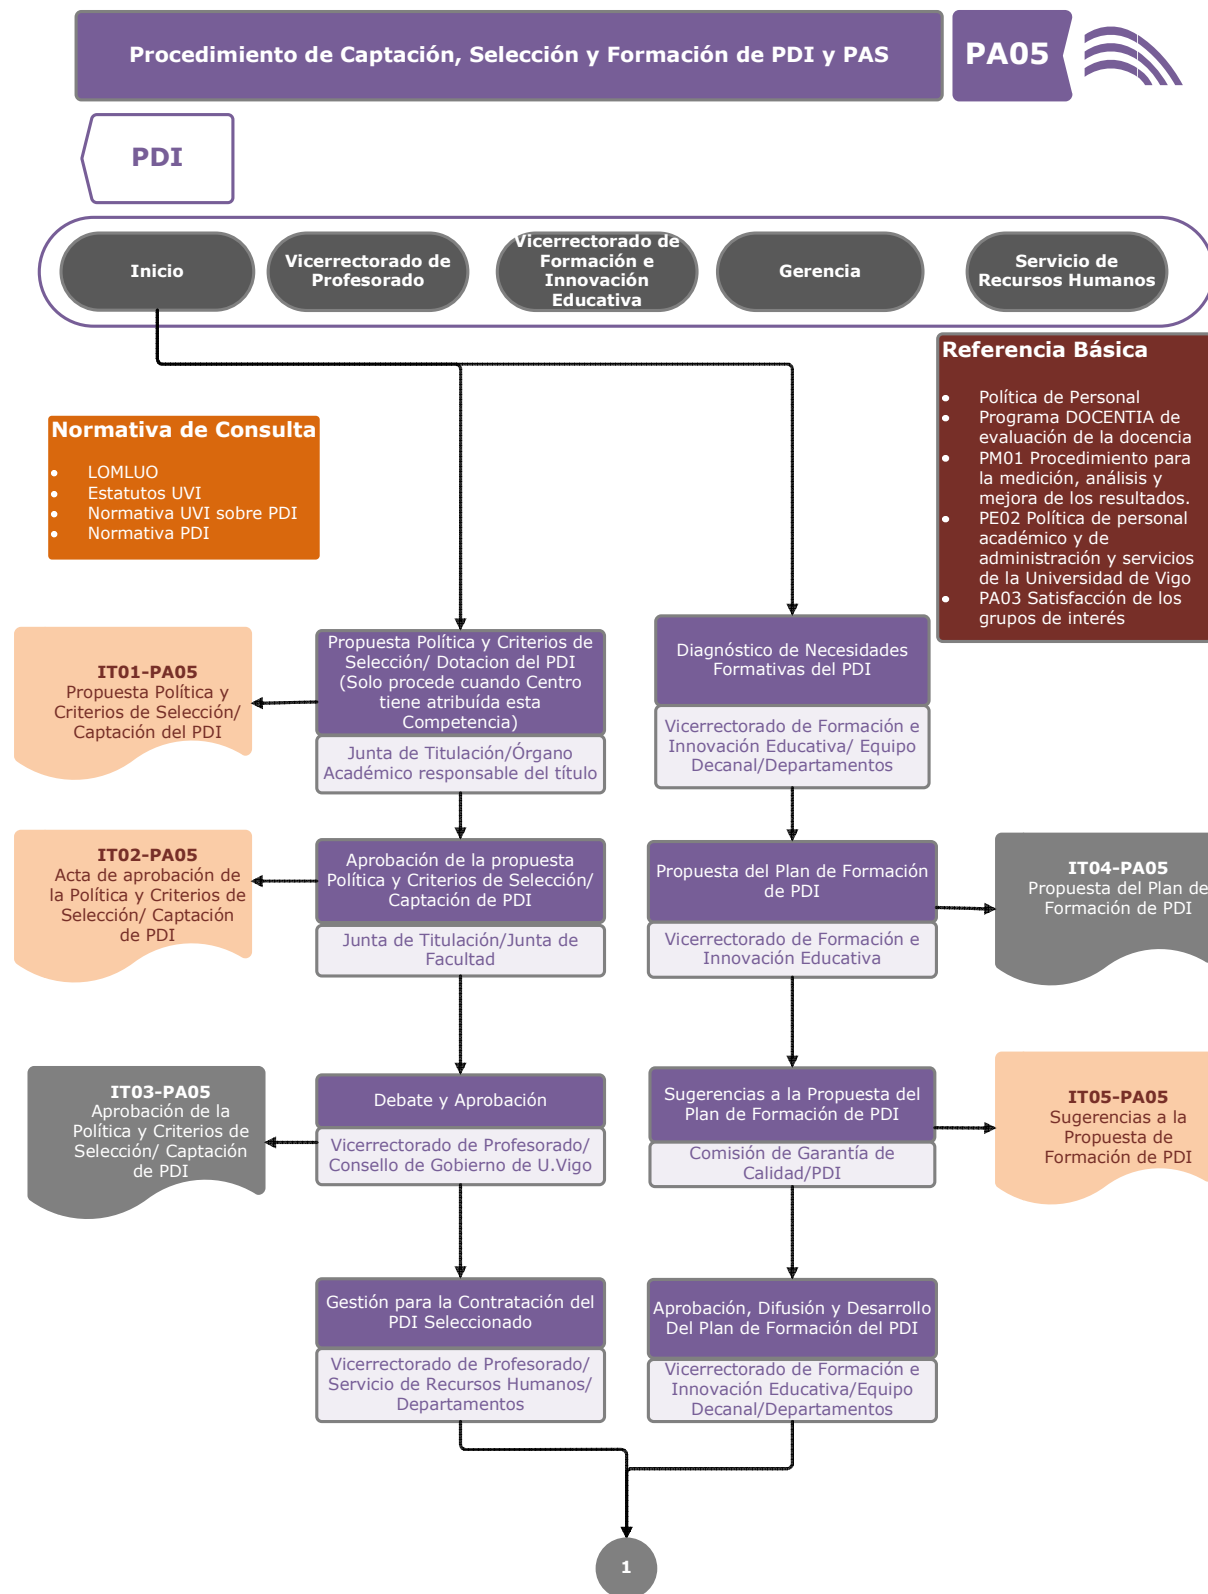 Procedimiento de Captación, Selección y Formación de PDI y PAS
PA05
PDI
Inicio
Vicerrectorado de
Profesorado
Vicerrectorado de
Formación e
Innovación
Educativa
Gerencia
Servicio de
Recursos Humanos
Referencia Básica
• Política de Personal
• Programa DOCENTIA de
evaluación de la docencia
• PM01 Procedimiento para
la medición, análisis y
mejora de los resultados.
• PE02 Política de personal
académico y de
administración y servicios
de la Universidad de Vigo
• PA03 Satisfacción de los
grupos de interés
Normativa de Consulta
• LOMLUO
• Estatutos UVI
• Normativa UVI sobre PDI
• Normativa PDI
IT01-PA05
Propuesta Política y
Criterios de Selección/
Captación del PDI
Propuesta Política y Criterios de
Selección/ Dotacion del PDI
(Solo procede cuando Centro
tiene atribuída esta
Competencia)
Junta de Titulación/Órgano
Académico responsable del título
Diagnóstico de Necesidades
Formativas del PDI
Vicerrectorado de Formación e
Innovación Educativa/ Equipo
Decanal/Departamentos
IT02-PA05
Acta de aprobación de
la Política y Criterios de
Selección/ Captación
de PDI
Aprobación de la propuesta
Política y Criterios de Selección/
Captación de PDI
Junta de Titulación/Junta de
Facultad
Propuesta del Plan de Formación
de PDI
Vicerrectorado de Formación e
Innovación Educativa
IT04-PA05
Propuesta del Plan de
Formación de PDI
IT03-PA05
Aprobación de la
Política y Criterios de
Selección/ Captación
de PDI
Debate y Aprobación
Vicerrectorado de Profesorado/
Consello de Gobierno de U.Vigo
Sugerencias a la Propuesta del
Plan de Formación de PDI
Comisión de Garantía de
Calidad/PDI
IT05-PA05
Sugerencias a la
Propuesta de
Formación de PDI
Gestión para la Contratación del
PDI Seleccionado
Vicerrectorado de Profesorado/
Servicio de Recursos Humanos/
Departamentos
Aprobación, Difusión y Desarrollo
Del Plan de Formación del PDI
Vicerrectorado de Formación e
Innovación Educativa/Equipo
Decanal/Departamentos
1